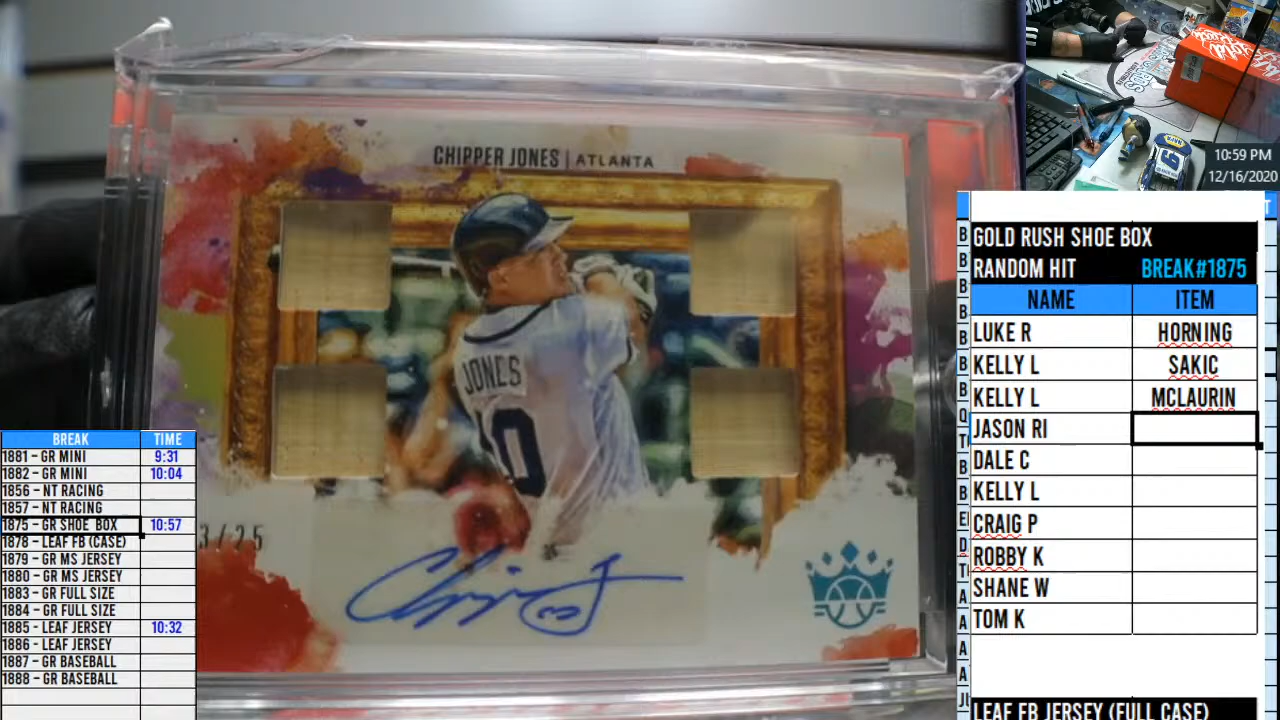 CHIPPER JONES | ATLANTA
JONES
10
3/25
10:59 PM
12/16/2020
GOLD RUSH SHOE BOX
RANDOM HIT BREAK#1875
NAME ITEM
LUKE R HORNING
KELLY L SAKIC
KELLY L MCLAURIN
JASON RI
DALE C
KELLY L
CRAIG P
ROBBY K
SHANE W
TOM K
LEAF FB JERSEY (FULL CASE)
BREAK TIME
1881 – GR MINI 9:31
1882 – GR MINI 10:04
1856 – NT RACING
1857 – NT RACING
1875 – GR SHOE BOX 10:57
1878 – LEAF FB (CASE)
1879 – GR MS JERSEY
1880 – GR MS JERSEY
1883 – GR FULL SIZE
1884 – GR FULL SIZE
1885 – LEAF JERSEY 10:32
1886 – LEAF JERSEY
1887 – GR BASEBALL
1888 – GR BASEBALL